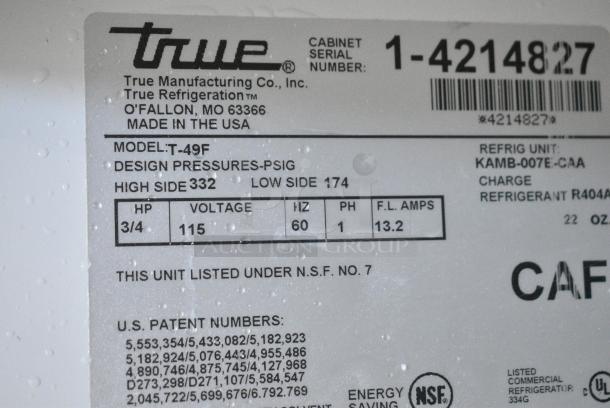 true®
CABINET
SERIAL
NUMBER:
1-4214827
True Manufacturing Co., Inc.
True Refrigeration™
O'FALLON, MO 63366
MADE IN THE USA
*4214827*
MODEL: T-49F
DESIGN PRESSURES-PSIG
HIGH SIDE 332 LOW SIDE 174
REFRIG UNIT:
KAMB-007E-CAA
CHARGE
REFRIGERANT R404A
22 OZ
HP VOLTAGE HZ PH F.L. AMPS
3/4 115 60 1 13.2
AUCTION GROUP
THIS UNIT LISTED UNDER N.S.F. NO. 7
CAF
U.S. PATENT NUMBERS:
5,553,354/5,433,082/5,182,923
5,182,924/5,076,443/4,955,486
4,890,746/4,875,745/4,127,968
D273,298/D271,107/5,584,547
2,045,722/5,699,676/6.792.769
ENERGY
SAVING
NSF®
LISTED
COMMERCIAL
REFRIGERATOR
334G
c UL